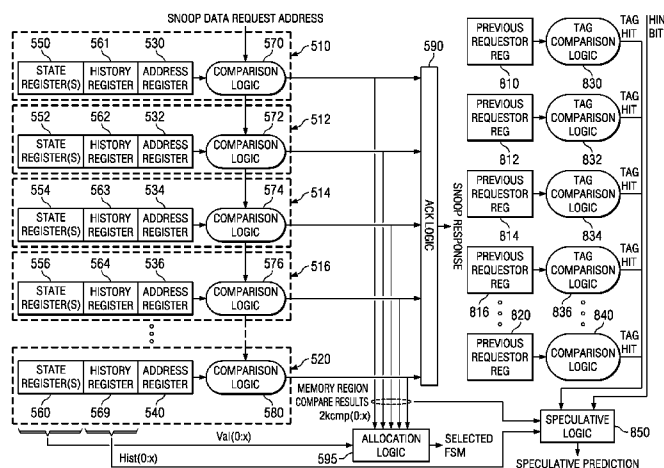 SNOOP DATA REQUEST ADDRESS
550 561 530 570 510
STATE REGISTER(S) HISTORY REGISTER ADDRESS REGISTER COMPARISON LOGIC
552 562 532 572 512
STATE REGISTER(S) HISTORY REGISTER ADDRESS REGISTER COMPARISON LOGIC
554 563 534 574 514
STATE REGISTER(S) HISTORY REGISTER ADDRESS REGISTER COMPARISON LOGIC
556 564 536 576 516
STATE REGISTER(S) HISTORY REGISTER ADDRESS REGISTER COMPARISON LOGIC
520
STATE REGISTER(S) HISTORY REGISTER ADDRESS REGISTER COMPARISON LOGIC
560 569 540 580
Val(0:x)
Hist(0:x)
MEMORY REGION
COMPARE RESULTS
2kcmp(0:x)
595
ALLOCATION
LOGIC
SELECTED
FSM
590
ACK LOGIC
SNOOP RESPONSE
PREVIOUS REQUESTOR REG TAG COMPARISON LOGIC TAG HIT
810 830
PREVIOUS REQUESTOR REG TAG COMPARISON LOGIC TAG HIT
812 832
PREVIOUS REQUESTOR REG TAG COMPARISON LOGIC TAG HIT
814 834
PREVIOUS REQUESTOR REG TAG COMPARISON LOGIC TAG HIT
816 836
820 840
PREVIOUS REQUESTOR REG TAG COMPARISON LOGIC TAG HIT
BIT
SPECULATIVE
LOGIC
850
SPECULATIVE PREDICTION